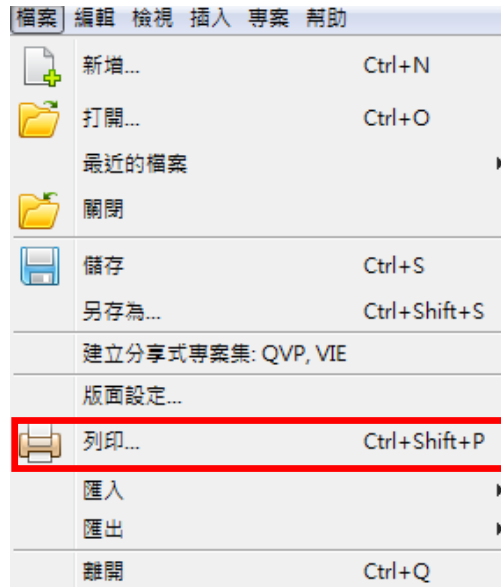 檔案 編輯 檢視 插入 專案 幫助
新增... Ctrl+N
打開... Ctrl+O
最近的檔案
關閉
儲存 Ctrl+S
另存為... Ctrl+Shift+S
建立分享式專案集: QVP, VIE
版面設定...
列印... Ctrl+Shift+P
匯入
匯出
離開 Ctrl+Q